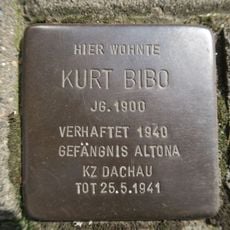 HIER WOHNTE
KURT BIBO
JG. 1900
VERHAFTET 1940
GEFÄNGNIS ALTONA
KZ DACHAU
TOT 25.5.1941